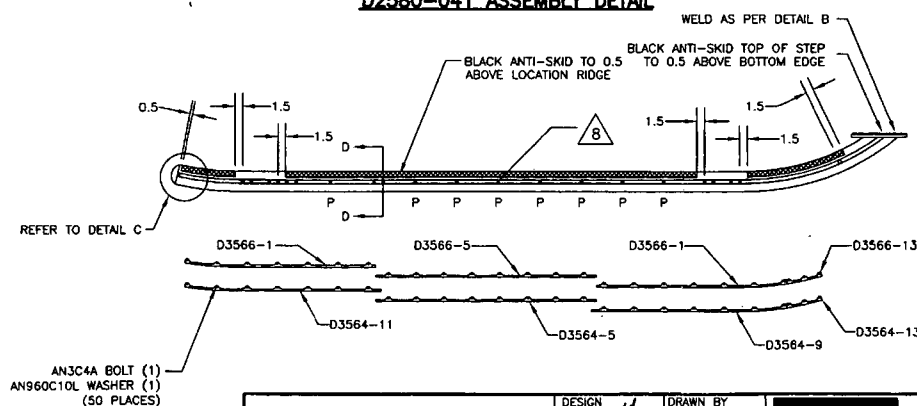 D2580-041 ASSEMBLY DETAIL
WELD AS PER DETAIL B
BLACK ANTI-SKID TO 0.5
ABOVE LOCATION RIDGE
BLACK ANTI-SKID TOP OF STEP
TO 0.5 ABOVE BOTTOM EDGE
0.5
1.5
1.5
8
1.5
1.5
1.5
D
D
P P P P P P P P
REFER TO DETAIL C
D3566-1
D3566-5
D3566-1
D3566-13
D3564-11
D3564-5
D3564-9
D3564-13
AN3C4A BOLT (1)
AN960C10L WASHER (1)
(50 PLACES)
DESIGN
DRAWN BY